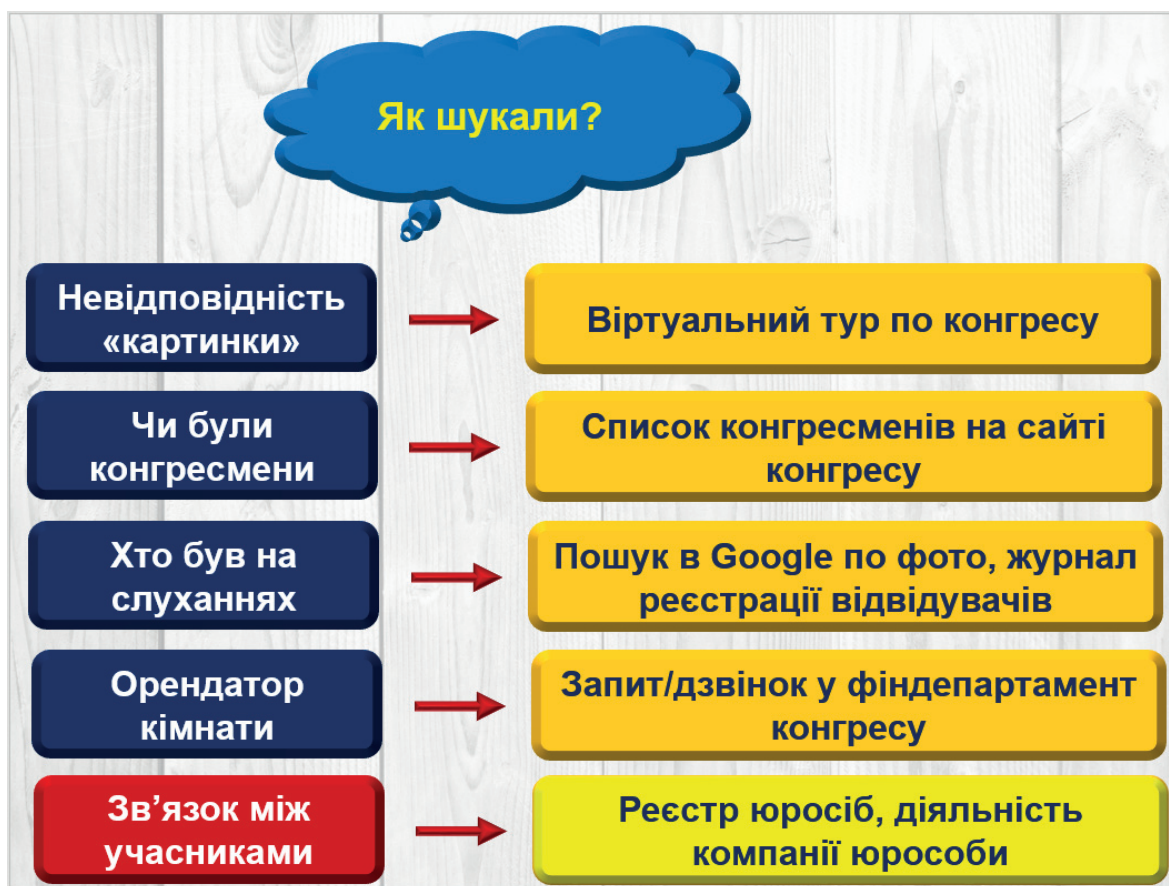 Як шукали?
Невідповідність
«картинки»
Віртуальний тур по конгресу
Чи були
конгресмени
Список конгресменів на сайті
конгресу
Хто був на
слуханнях
Пошук в Google по фото, журнал
реєстрації відвідувачів
Орендатор
кімнати
Запит/дзвінок у фіндепартамент
конгресу
Зв’язок між
учасниками
Реєстр юросіб, діяльність
компанії юрособи